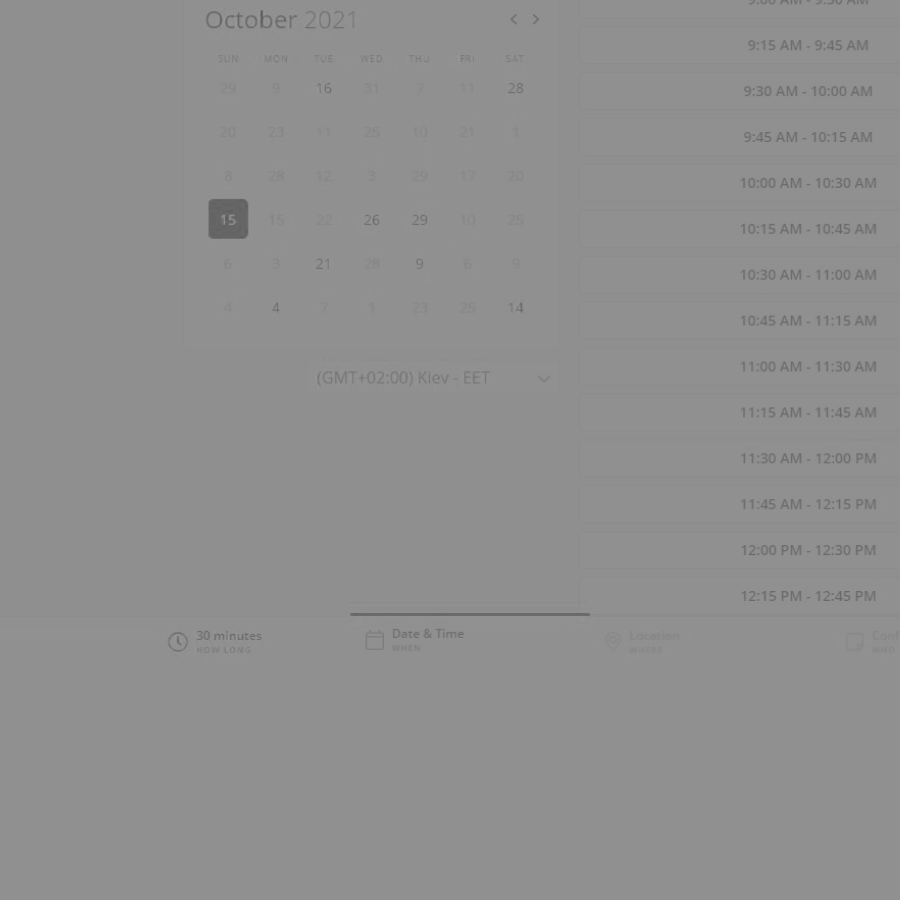 October 2021
SUN MON TUE WED THU FRI SAT
29 9 16 31 7 11 28
20 23 11 25 10 21 1
8 28 12 3 29 17 20
15 15 22 26 29 10 25
6 3 21 28 9 6 9
4 4 7 1 23 25 14
(GMT+02:00) Kiev - EET
9:00 AM - 9:30 AM
9:15 AM - 9:45 AM
9:30 AM - 10:00 AM
9:45 AM - 10:15 AM
10:00 AM - 10:30 AM
10:15 AM - 10:45 AM
10:30 AM - 11:00 AM
10:45 AM - 11:15 AM
11:00 AM - 11:30 AM
11:15 AM - 11:45 AM
11:30 AM - 12:00 PM
11:45 AM - 12:15 PM
12:00 PM - 12:30 PM
12:15 PM - 12:45 PM
30 minutes
HOW LONG
Date & Time
WHEN
Location
WHERE
WHO